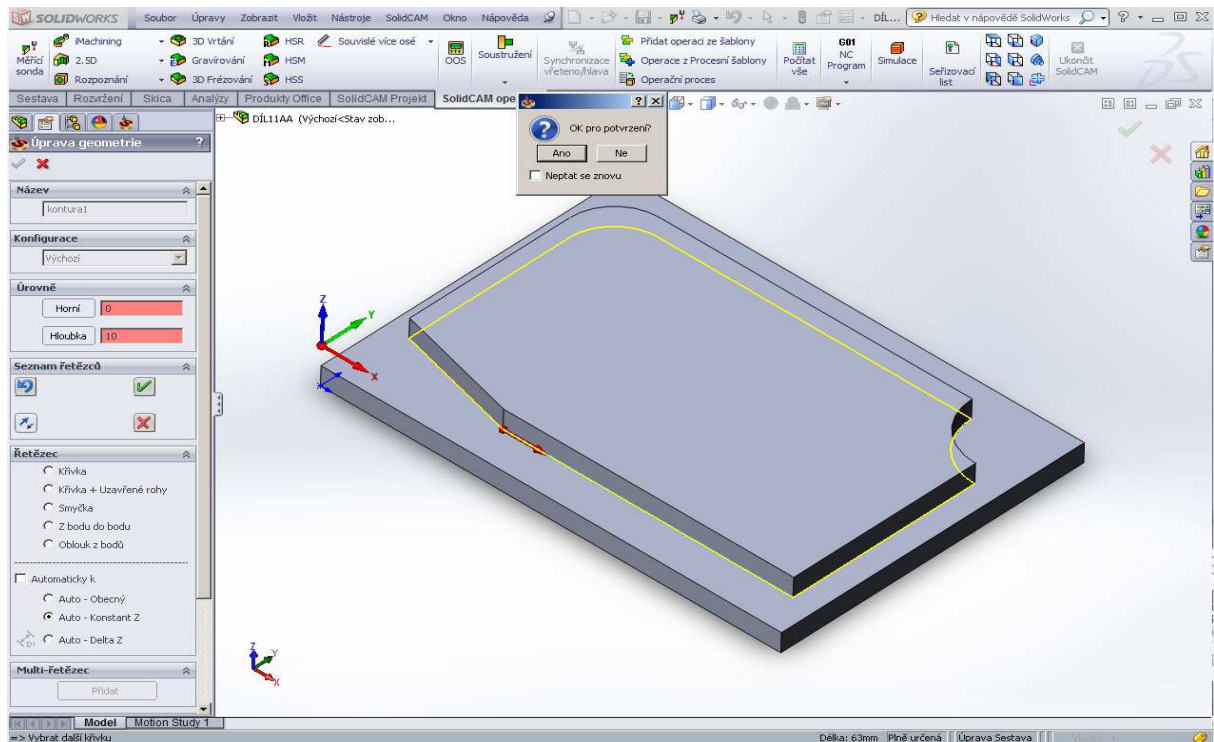 SOLIDWORKS Soubor Úpravy Zobrazit Vložit Nástroje SolidCAM Okno Nápověda DÍL... Hledat v nápovědě SolidWorks
iMachining 3D Vrtání HSR Souvislé více osé Přidat operaci ze šablony
Měřící sonda 2.5D Gravírování HSM OOS Soustružení Synchronizace vřeteno/hlava Operace z Procesní šablony Počítat vše G01 NC Program Simulace Seřizovací list Ukončit SolidCAM
Rozpoznání 3D Frézování HSS Operační proces
Sestava Rozvržení Skica Analýzy Produkty Office SolidCAM Projekt SolidCAM ope
DÍL11AA (Výchozí<Stav zob...
OK pro potvrzení?
Ano Ne
Neptat se znovu
Úprava geometrie ?
Název
kontura1
Konfigurace
Výchozí
Úrovně
Horní 0
Hloubka 10
Seznam řetězců
Řetězec
Křivka
Křivka + Uzavřené rohy
Smyčka
Z bodu do bodu
Oblouk z bodů
Automaticky k
Auto - Obecný
Auto - Konstant Z
Auto - Delta Z
Multi-řetězec
Přidat
Z
Y
X
Z
Y
X
Model Motion Study 1
=> Vybrat další křivku Délka: 63mm Plně určená Úprava Sestava